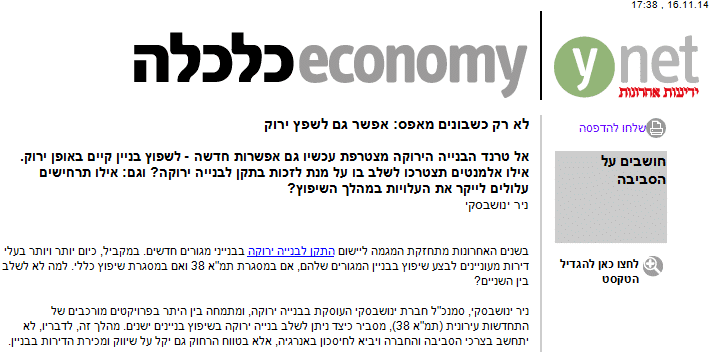 17:38 , 16.11.14
ynet
ידיעות אחרונות
כלכלה economy
שלחו להדפסה
חושבים על
הסביבה
לחצו כאן להגדיל
הטקסט
לא רק כשבונים מאפס: אפשר גם לשפץ ירוק
אל טרנד הבנייה הירוקה מצטרפת עכשיו גם אפשרות חדשה - לשפוץ בניין קיים באופן ירוק.
אילו אלמנטים תצטרכו לשלב בו על מנת לזכות בתקן לבנייה ירוקה? וגם: אילו תרחישים
עלולים לייקר את העלויות במהלך השיפוץ?
ניר ינושבסקי
בשנים האחרונות מתחזקת המגמה ליישום התקן לבנייה ירוקה בבנייני מגורים חדשים. במקביל, כיום יותר ויותר בעלי
דירות מעוניינים לבצע שיפוץ בבניין המגורים שלהם, אם במסגרת תמ"א 38 ואם במסגרת שיפוץ כללי. למה לא לשלב
בין השניים?
ניר ינושבסקי, סמנכ"ל חברת ינושבסקי העוסקת בבנייה ירוקה, ומתמחה בין היתר בפרויקטים מורכבים של
התחדשות עירונית (תמ"א 38), מסביר כיצד ניתן לשלב בנייה ירוקה בשיפוץ בניינים ישנים. מהלך זה, לדבריו, לא
יתחשב בצרכי הסביבה והחברה ויביא לחיסכון באנרגיה, אלא בטווח הרחוק גם יקל על שיווק ומכירת הדירות בבניין.